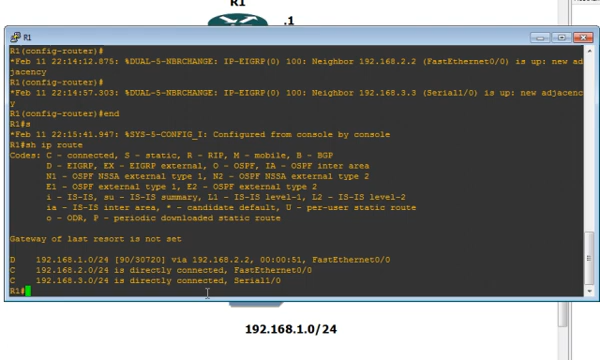 R1
.1
R1
R1(config-router)#
*Feb 11 22:14:12.875: %DUAL-5-NBRCHANGE: IP-EIGRP(0) 100: Neighbor 192.168.2.2 (FastEthernet0/0) is up: new ad
jacency
R1(config-router)#
*Feb 11 22:14:57.303: %DUAL-5-NBRCHANGE: IP-EIGRP(0) 100: Neighbor 192.168.3.3 (Serial1/0) is up: new adjacenc
y
R1(config-router)#end
R1#s
*Feb 11 22:15:41.947: %SYS-5-CONFIG_I: Configured from console by console
R1#sh ip route
Codes: C - connected, S - static, R - RIP, M - mobile, B - BGP
D - EIGRP, EX - EIGRP external, O - OSPF, IA - OSPF inter area
N1 - OSPF NSSA external type 1, N2 - OSPF NSSA external type 2
E1 - OSPF external type 1, E2 - OSPF external type 2
i - IS-IS, su - IS-IS summary, L1 - IS-IS level-1, L2 - IS-IS level-2
ia - IS-IS inter area, * - candidate default, U - per-user static route
o - ODR, P - periodic downloaded static route
Gateway of last resort is not set
D 192.168.1.0/24 [90/30720] via 192.168.2.2, 00:00:51, FastEthernet0/0
C 192.168.2.0/24 is directly connected, FastEthernet0/0
C 192.168.3.0/24 is directly connected, Serial1/0
R1#
192.168.1.0/24